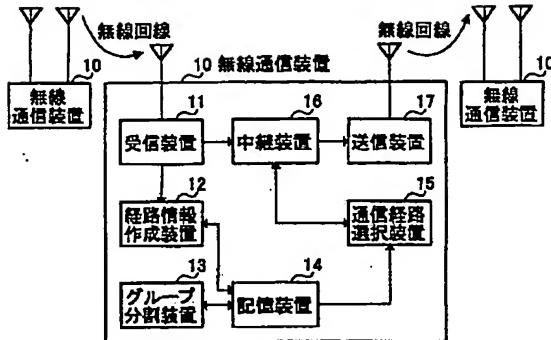 無線回線
無線回線
10
無線
通信装置
10
無線通信装置
10
無線
通信装置
11
受信装置
16
中継装置
17
送信装置
12
経路情報
作成装置
15
通信経路
選択装置
13
グループ
分割装置
14
記憶装置